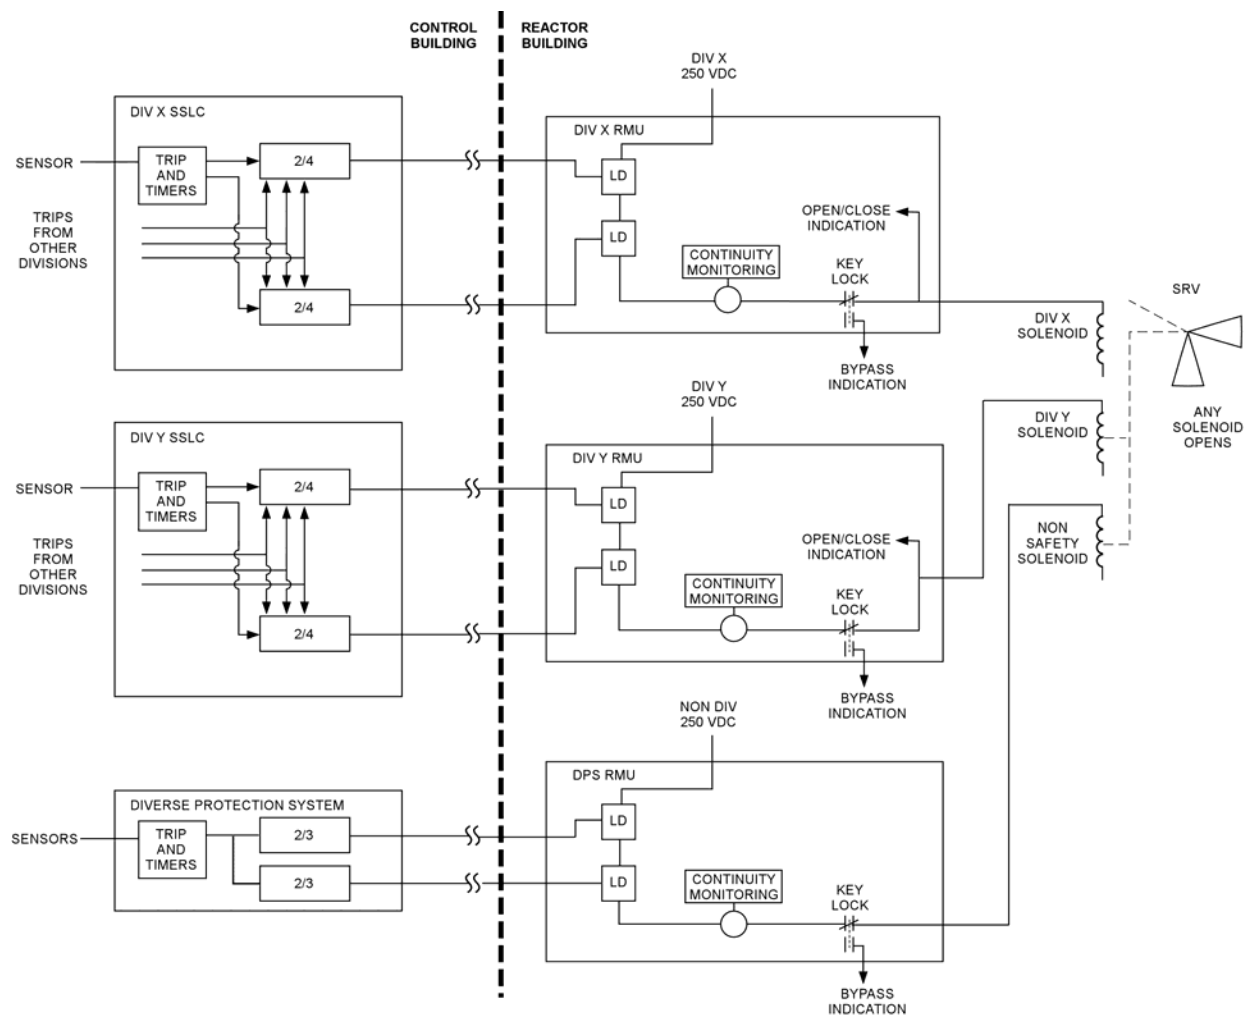 CONTROL
BUILDING
REACTOR
BUILDING
DIV X
250 VDC
DIV X SSLC
SENSOR
TRIP
AND
TIMERS
2/4
TRIPS
FROM
OTHER
DIVISIONS
2/4
DIV X RMU
LD
LD
OPEN/CLOSE
INDICATION
CONTINUITY
MONITORING
KEY
LOCK
BYPASS
INDICATION
DIV X
SOLENOID
SRV
ANY
SOLENOID
OPENS
DIV Y
250 VDC
DIV Y SSLC
SENSOR
TRIP
AND
TIMERS
2/4
TRIPS
FROM
OTHER
DIVISIONS
2/4
DIV Y RMU
LD
LD
OPEN/CLOSE
INDICATION
CONTINUITY
MONITORING
KEY
LOCK
BYPASS
INDICATION
DIV Y
SOLENOID
NON
SAFETY
SOLENOID
NON DIV
250 VDC
DIVERSE PROTECTION SYSTEM
SENSORS
TRIP
AND
TIMERS
2/3
2/3
DPS RMU
LD
LD
CONTINUITY
MONITORING
KEY
LOCK
BYPASS
INDICATION